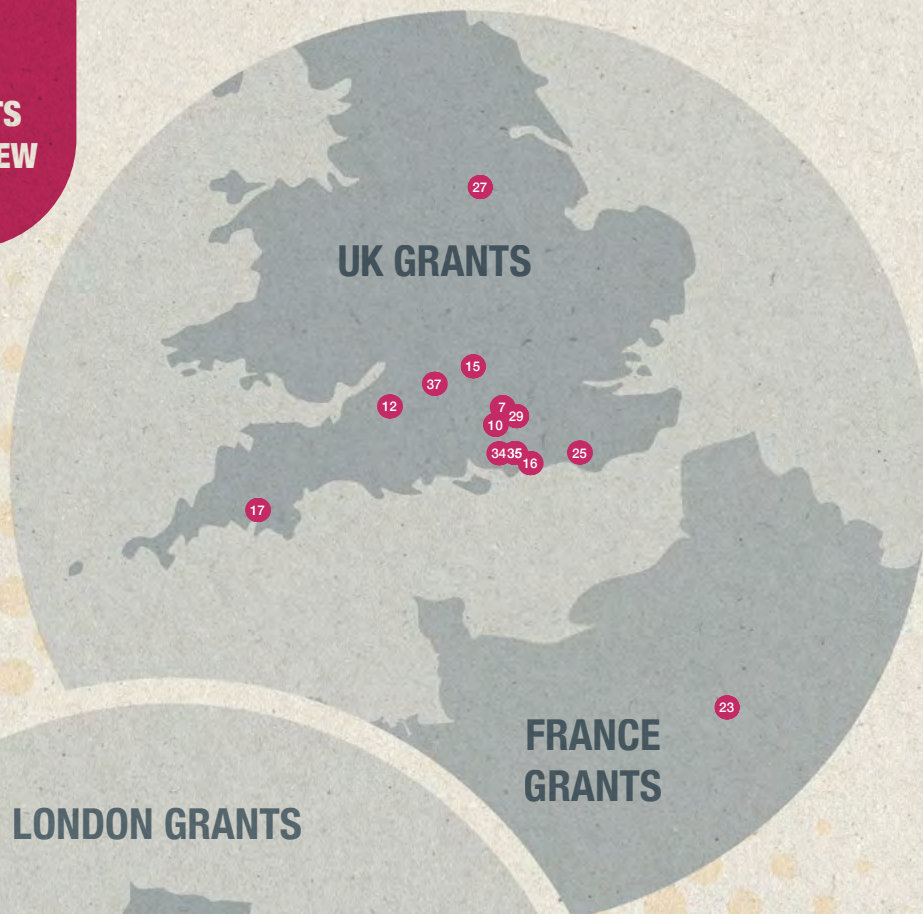 TS
EW
27
UK GRANTS
15
37
12
7
29
10
34
35
16
25
17
23
FRANCE
GRANTS
LONDON GRANTS